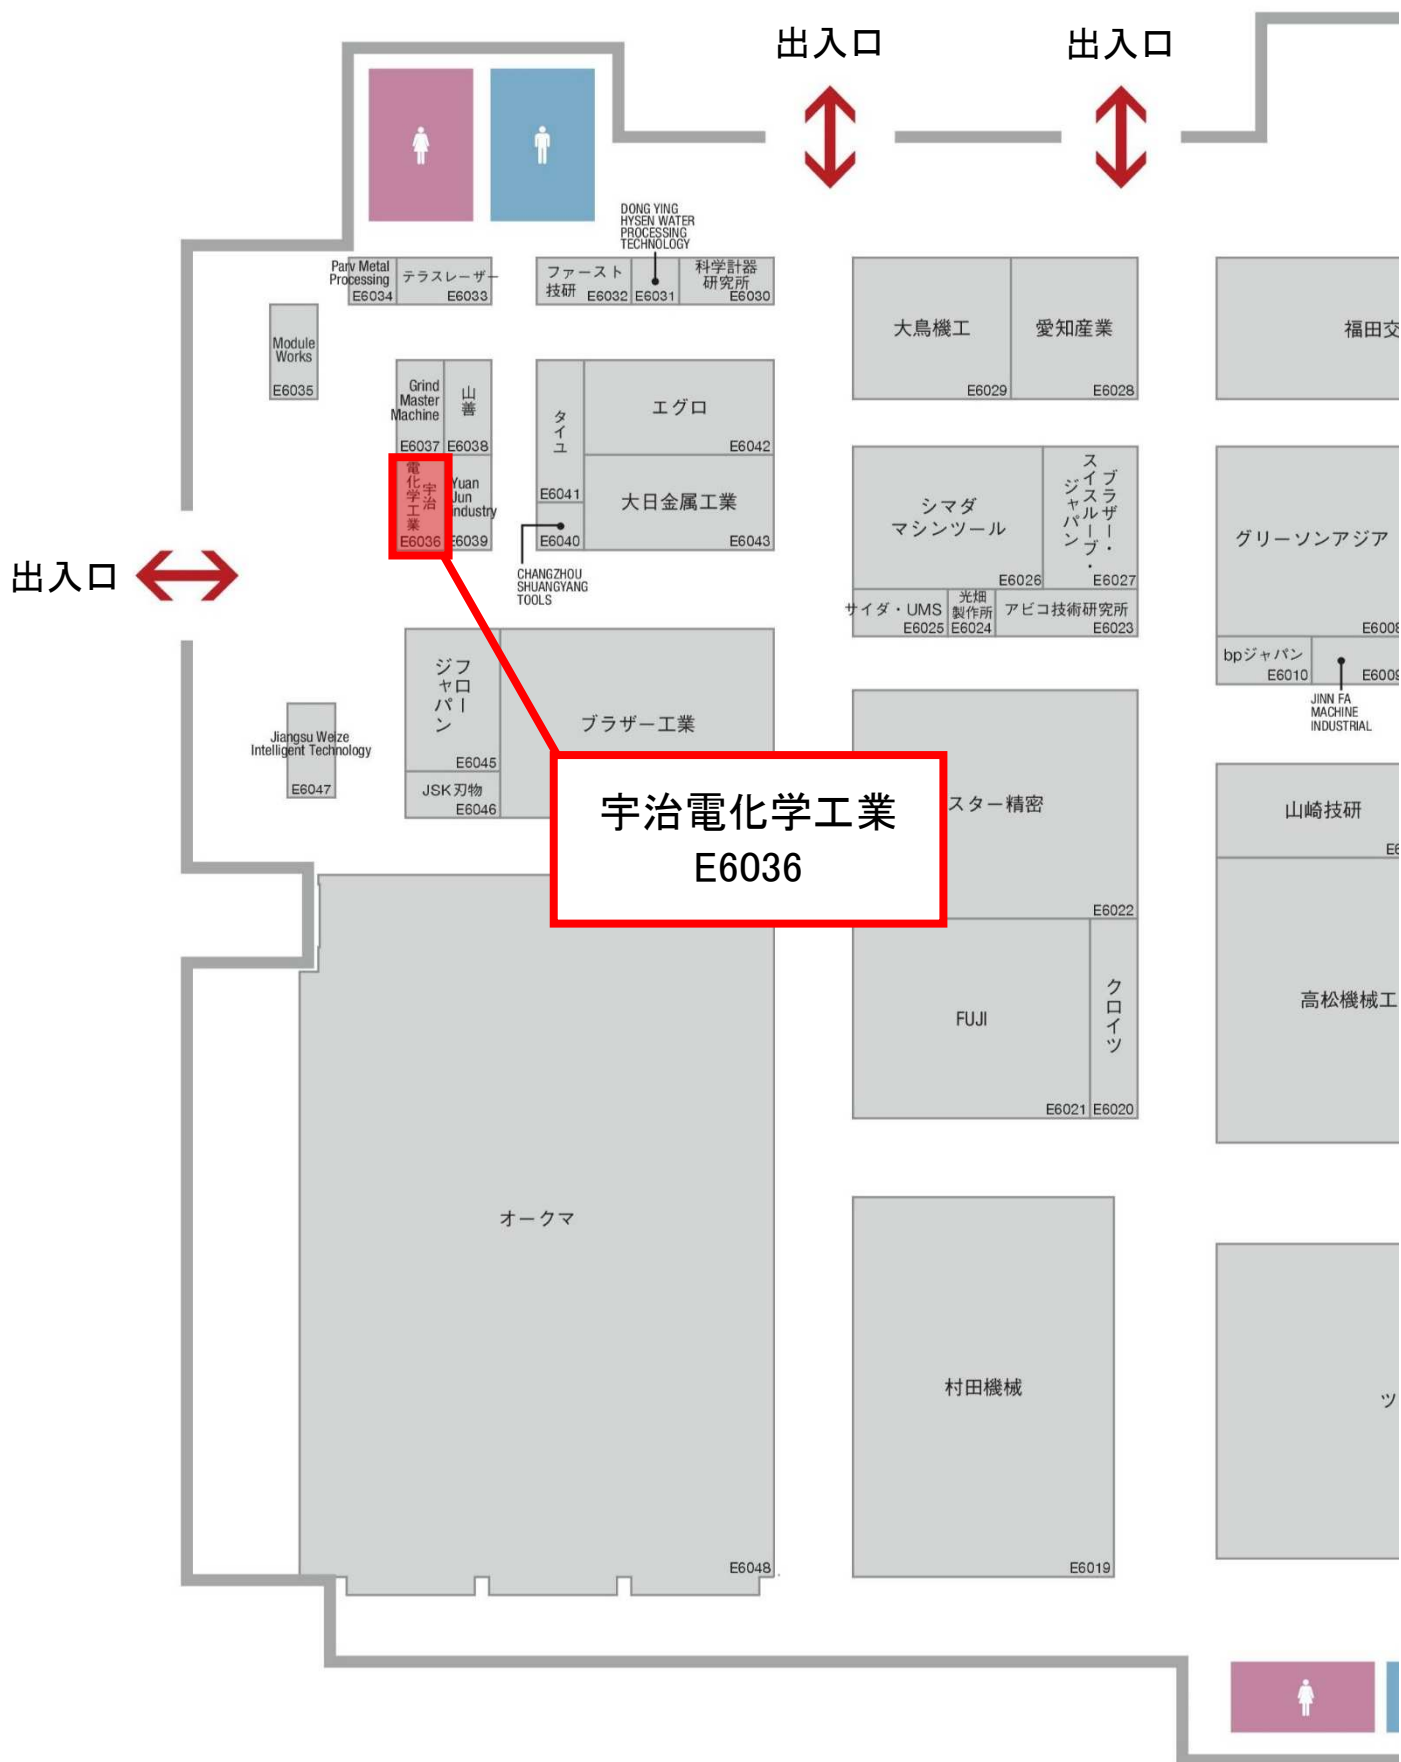 出入口
出入口
DONG YING
HYSEN WATER
PROCESSING
TECHNOLOGY
Parv Metal
Processing
E6034
テラスレーザー
E6033
ファースト
技研
E6032
E6031
科学計器
研究所
E6030
Module
Works
E6035
大鳥機工
E6029
愛知産業
E6028
福田交
Grind
Master
Machine
E6037
山善
E6038
タイユ
E6041
エグロ
E6042
宇治
電化学工業
E6036
Yuan
Jun
industry
E6039
E6040
大日金属工業
E6043
CHANGZHOU
SHUANGYANG
TOOLS
シマダ
マシンツール
E6026
ブラザー・
スイスルーブ・
ジャパン
E6027
グリーソンアジア
E6008
出入口
サイダ・UMS
E6025
光畑
製作所
E6024
アビコ技術研究所
E6023
bpジャパン
E6010
E6009
JINN FA
MACHINE
INDUSTRIAL
フロー
ジャパン
E6045
ブラザー工業
JSK刃物
E6046
Jiangsu Weize
Intelligent Technology
E6047
宇治電化学工業
E6036
スター精密
E6022
山崎技研
E6
FUJI
E6021
クロイツ
E6020
高松機械工
オークマ
E6048
村田機械
E6019
ツ